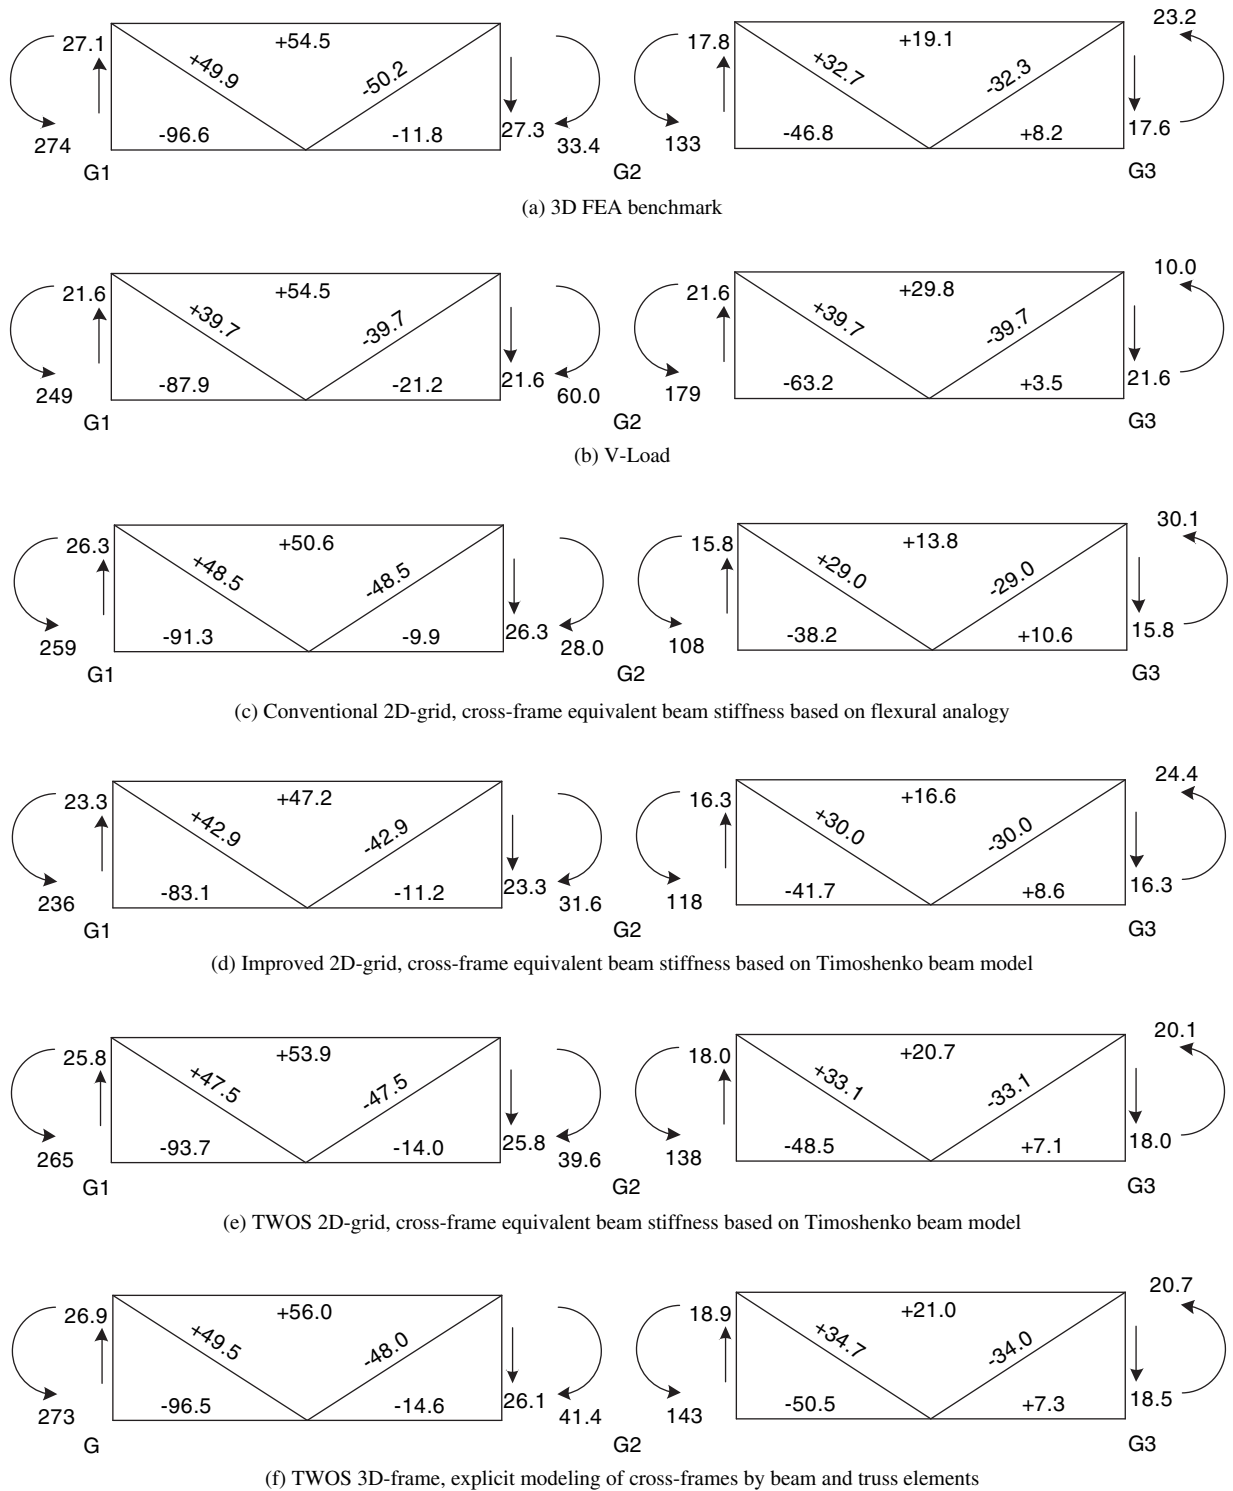 27.1 +54.5 17.8 +19.1 23.2
+49.9 -50.2 +32.7 -32.3
274 -96.6 -11.8 27.3 33.4 133 -46.8 +8.2 17.6
G1 G2 G3
(a) 3D FEA benchmark
21.6 +54.5 21.6 +29.8 10.0
+39.7 -39.7 +39.7 -39.7
249 -87.9 -21.2 21.6 60.0 179 -63.2 +3.5 21.6
G1 G2 G3
(b) V-Load
26.3 +50.6 15.8 +13.8 30.1
+48.5 -48.5 +29.0 -29.0
259 -91.3 -9.9 26.3 28.0 108 -38.2 +10.6 15.8
G1 G2 G3
(c) Conventional 2D-grid, cross-frame equivalent beam stiffness based on flexural analogy
23.3 +47.2 16.3 +16.6 24.4
+42.9 -42.9 +30.0 -30.0
236 -83.1 -11.2 23.3 31.6 118 -41.7 +8.6 16.3
G1 G2 G3
(d) Improved 2D-grid, cross-frame equivalent beam stiffness based on Timoshenko beam model
25.8 +53.9 18.0 +20.7 20.1
+47.5 -47.5 +33.1 -33.1
265 -93.7 -14.0 25.8 39.6 138 -48.5 +7.1 18.0
G1 G2 G3
(e) TWOS 2D-grid, cross-frame equivalent beam stiffness based on Timoshenko beam model
26.9 +56.0 18.9 +21.0 20.7
+49.5 -48.0 +34.7 -34.0
273 -96.5 -14.6 26.1 41.4 143 -50.5 +7.3 18.5
G G2 G3
(f) TWOS 3D-frame, explicit modeling of cross-frames by beam and truss elements